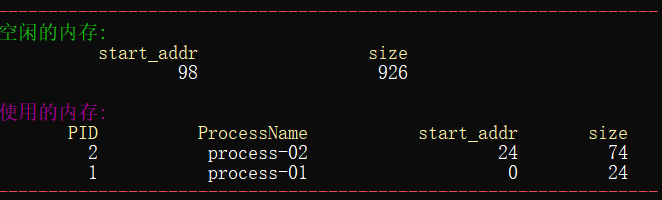 空闲的内存:
start_addr size
98 926
使用的内存:
PID ProcessName start_addr size
2 process-02 24 74
1 process-01 0 24